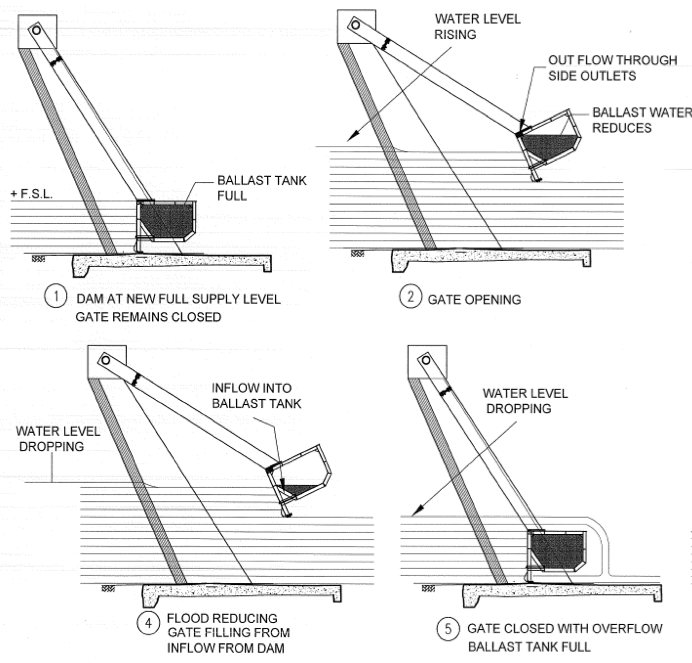 + F.S.L.
BALLAST TANK
FULL
1 DAM AT NEW FULL SUPPLY LEVEL
GATE REMAINS CLOSED
WATER LEVEL
RISING
OUT FLOW THROUGH
SIDE OUTLETS
BALLAST WATER
REDUCES
2 GATE OPENING
WATER LEVEL
DROPPING
INFLOW INTO
BALLAST TANK
4 FLOOD REDUCING
GATE FILLING FROM
INFLOW FROM DAM
WATER LEVEL
DROPPING
5 GATE CLOSED WITH OVERFLOW
BALLAST TANK FULL